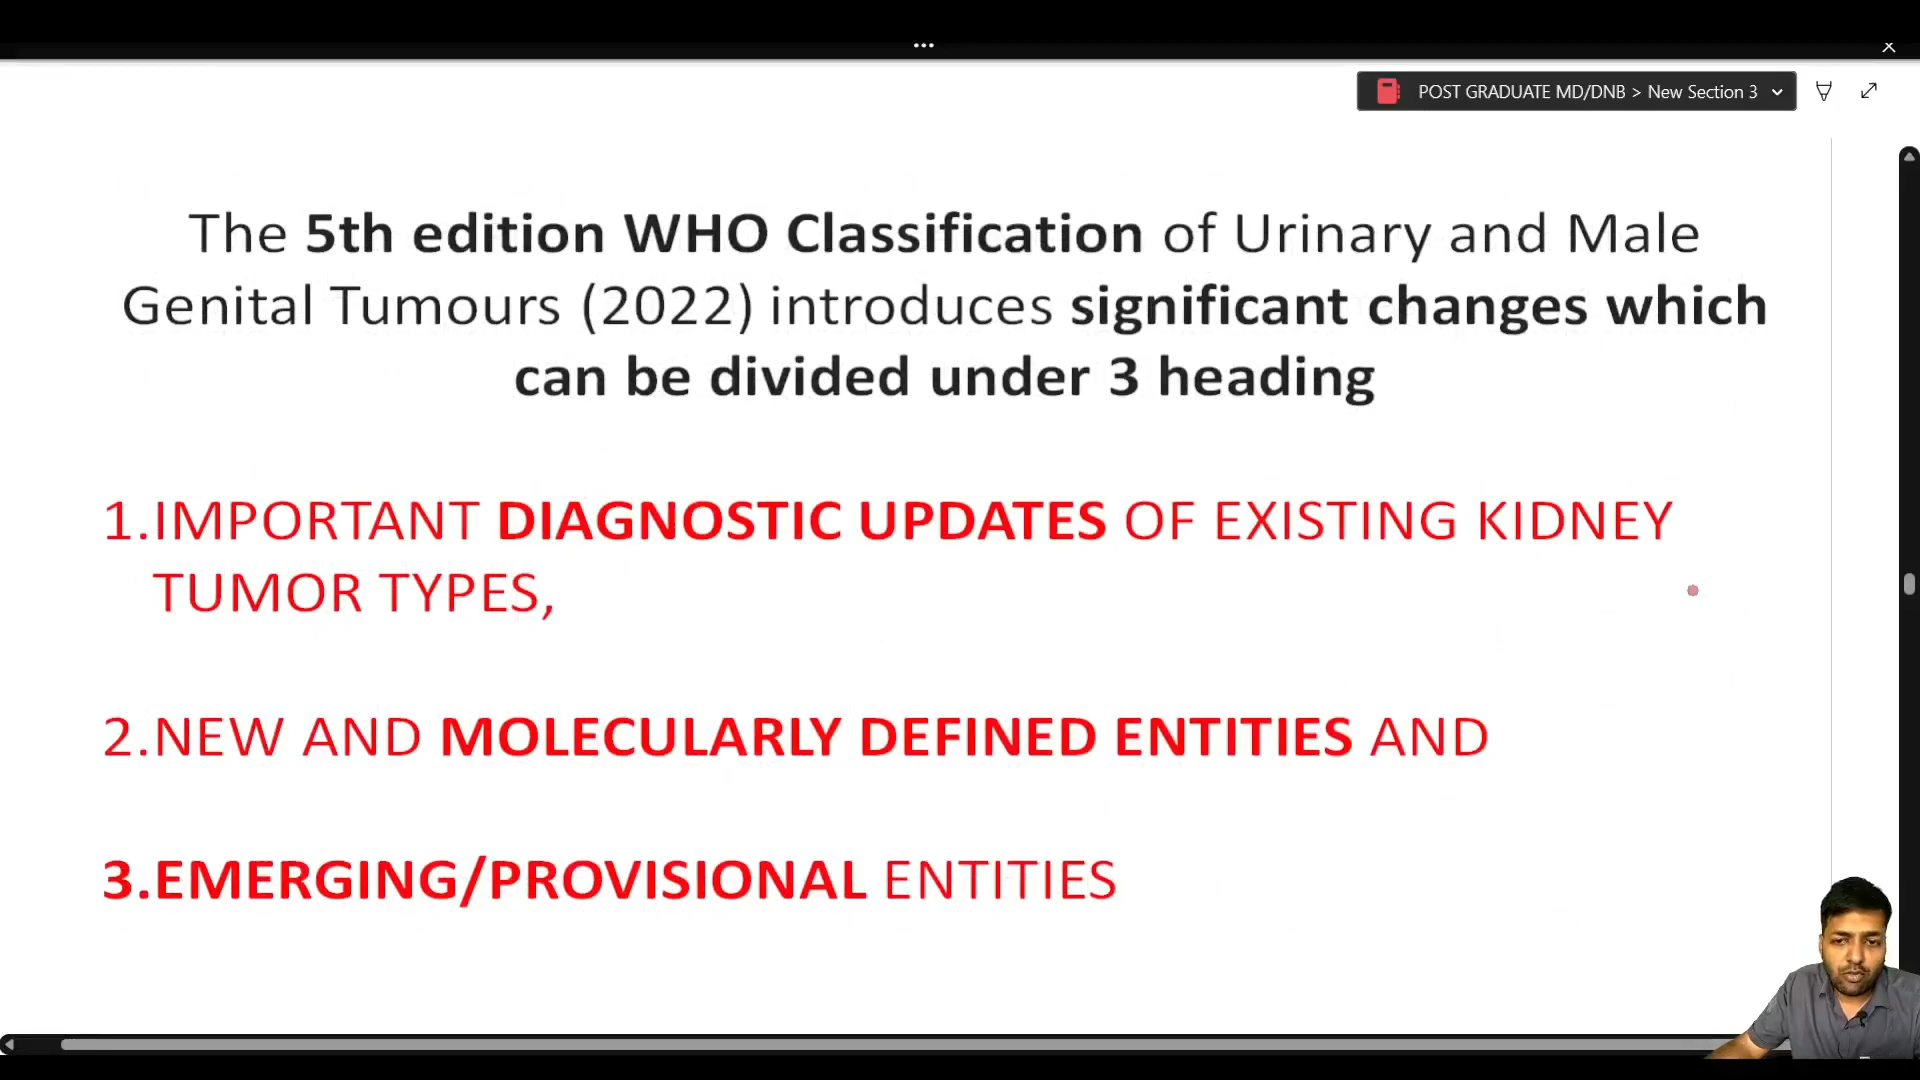 POST GRADUATE MD/DNB > New Section 3
The 5th edition WHO Classification of Urinary and Male
Genital Tumours (2022) introduces significant changes which
can be divided under 3 heading
1.IMPORTANT DIAGNOSTIC UPDATES OF EXISTING KIDNEY
TUMOR TYPES,
2.NEW AND MOLECULARLY DEFINED ENTITIES AND
3.EMERGING/PROVISIONAL ENTITIES